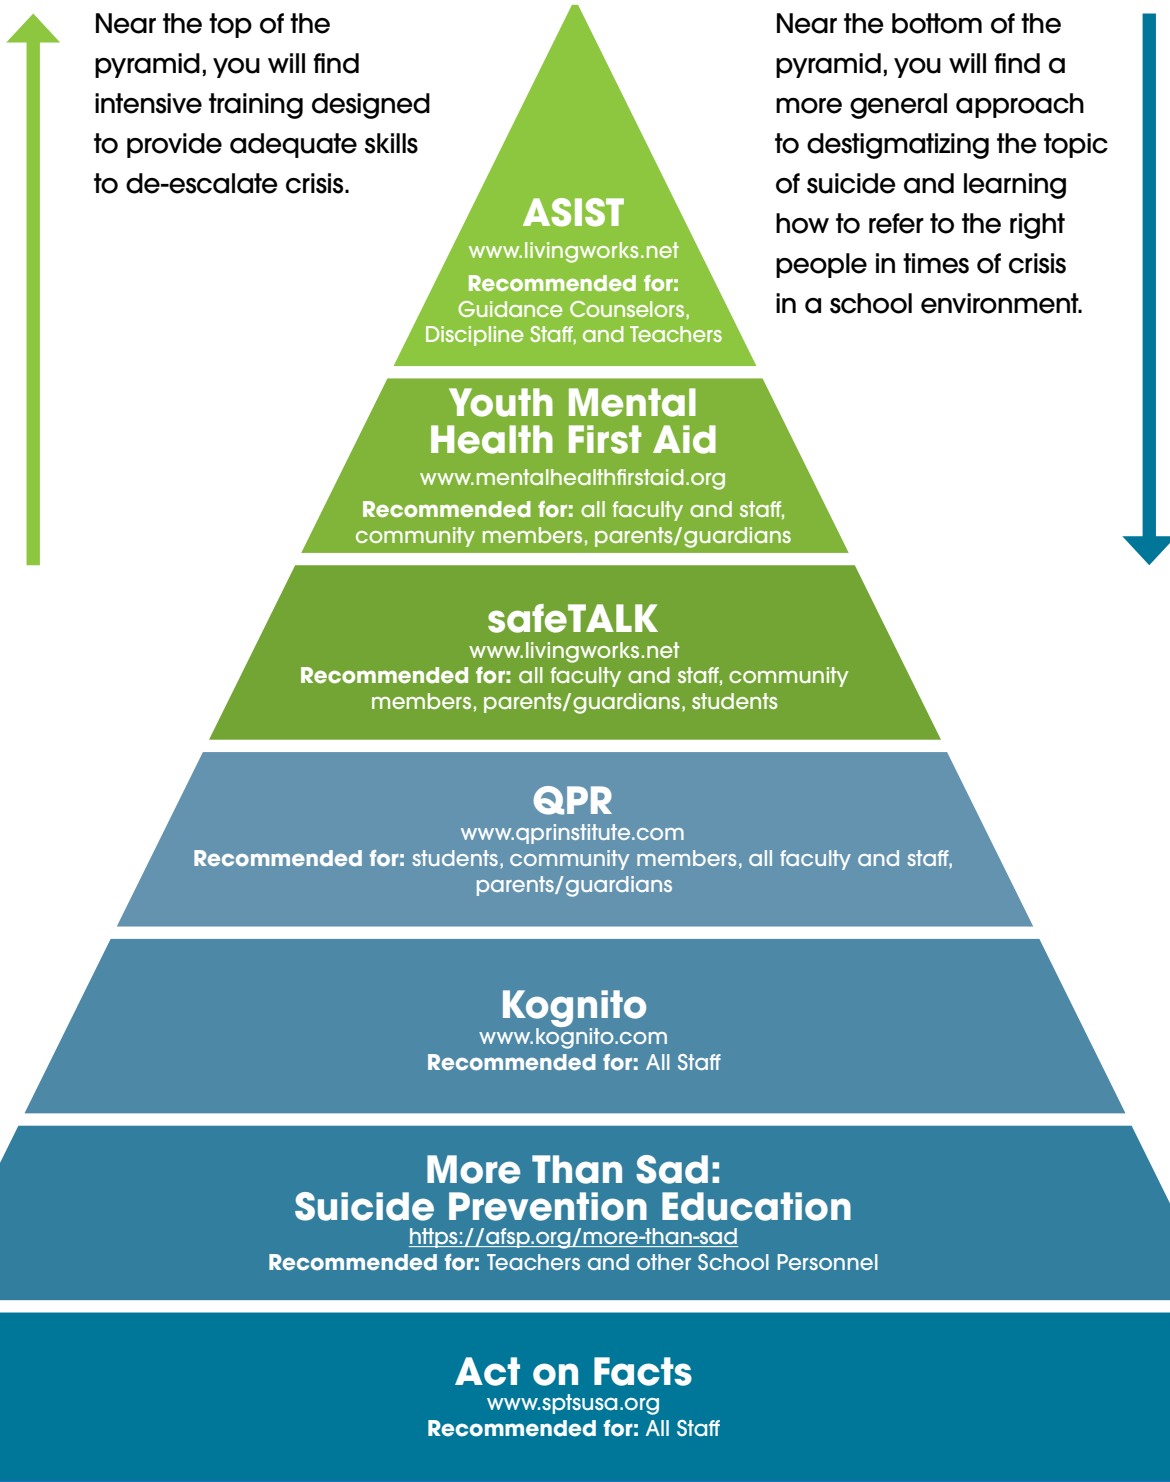 Near the top of the
pyramid, you will find
intensive training designed
to provide adequate skills
to de-escalate crisis.
Near the bottom of the
pyramid, you will find a
more general approach
to destigmatizing the topic
of suicide and learning
how to refer to the right
people in times of crisis
in a school environment.
ASIST
www.livingworks.net
Recommended for:
Guidance Counselors,
Discipline Staff, and Teachers
Youth Mental
Health First Aid
www.mentalhealthfirstaid.org
Recommended for: all faculty and staff,
community members, parents/guardians
safeTALK
www.livingworks.net
Recommended for: all faculty and staff, community
members, parents/guardians, students
QPR
www.qprinstitute.com
Recommended for: students, community members, all faculty and staff,
parents/guardians
Kognito
www.kognito.com
Recommended for: All Staff
More Than Sad:
Suicide Prevention Education
https://afsp.org/more-than-sad
Recommended for: Teachers and other School Personnel
Act on Facts
www.sptsusa.org
Recommended for: All Staff